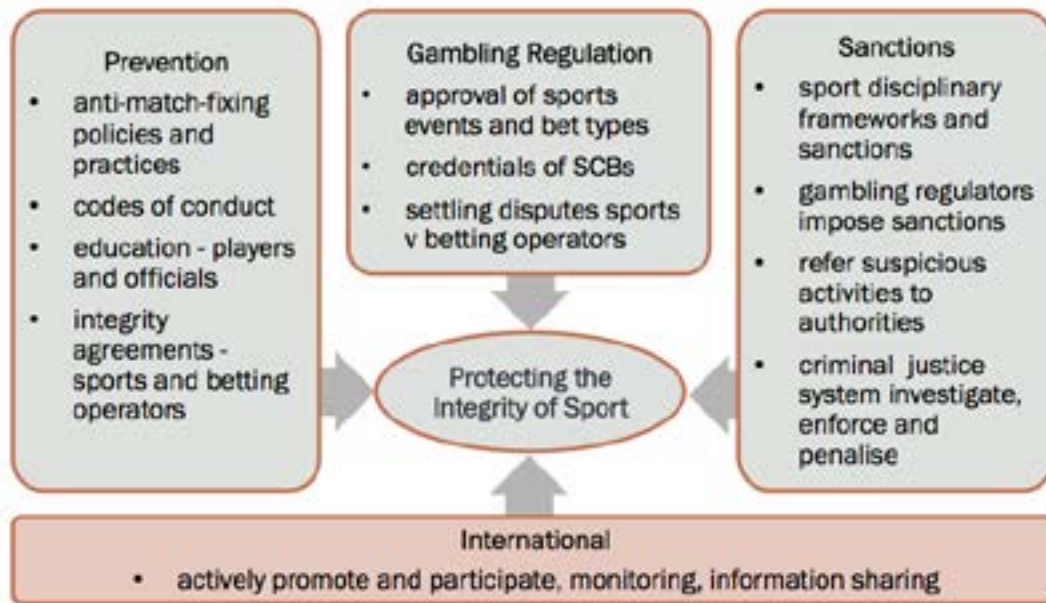 Prevention
• anti-match-fixing
policies and
practices
• codes of conduct
• education - players
and officials
• integrity
agreements -
sports and betting
operators
Gambling Regulation
• approval of sports
events and bet types
• credentials of SCBs
• settling disputes sports
v betting operators
Sanctions
• sport disciplinary
frameworks and
sanctions
• gambling regulators
impose sanctions
• refer suspicious
activities to
authorities
• criminal justice
system investigate,
enforce and
penalise
Protecting the
Integrity of Sport
International
• actively promote and participate, monitoring, information sharing